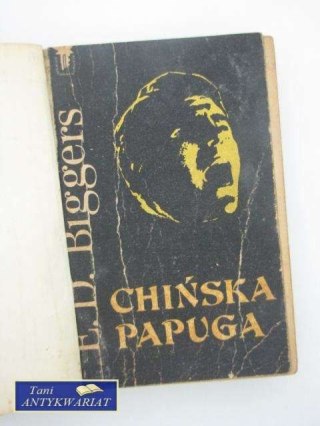 E. D. Biggers
CHIŃSKA
PAPUGA
Tani
ANTYKWARIAT